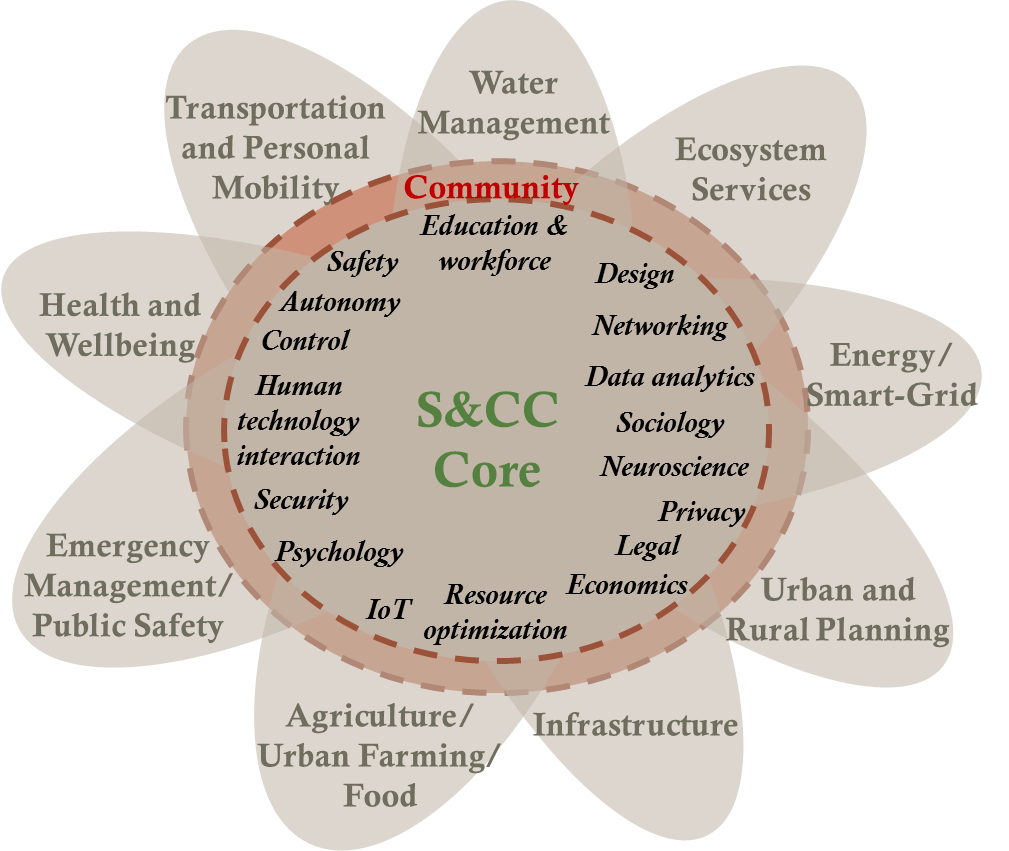 Water
Management
Transportation
and Personal
Mobility
Ecosystem
Services
Health and
Wellbeing
Energy/
Smart-Grid
Emergency
Management/
Public Safety
Urban and
Rural Planning
Agriculture/
Urban Farming/
Food
Infrastructure
Community
Education &
workforce
Safety
Autonomy
Control
Human
technology
interaction
Security
Psychology
IoT
Resource
optimization
Design
Networking
Data analytics
Sociology
Neuroscience
Privacy
Legal
Economics
S&CC
Core